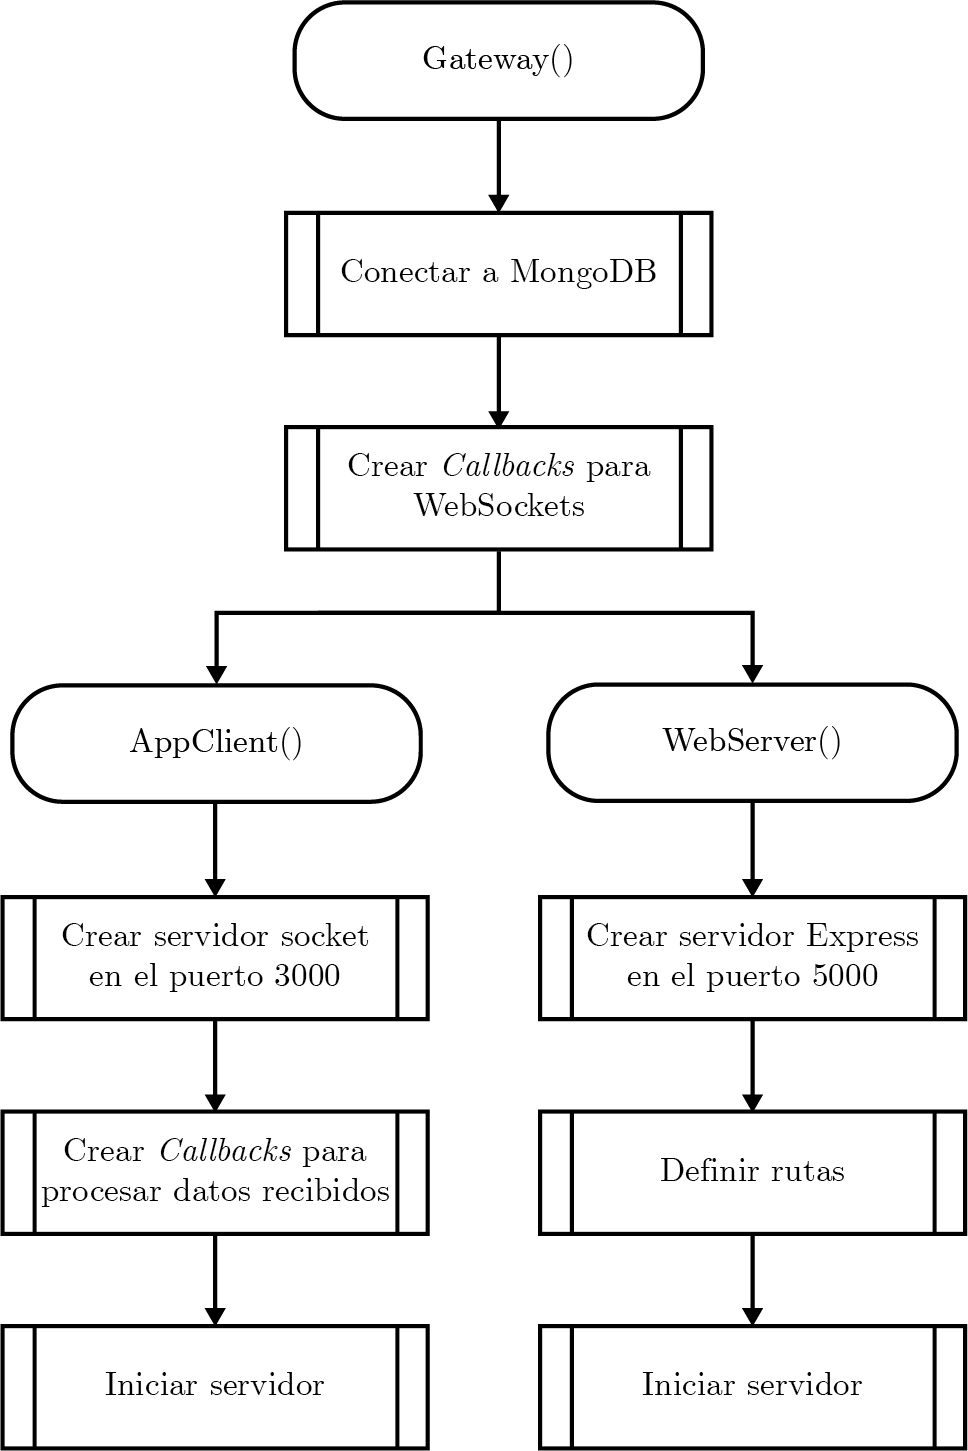 Gateway()
Conectar a MongoDB
Crear Callbacks para
WebSockets
AppClient()
WebServer()
Crear servidor socket
en el puerto 3000
Crear servidor Express
en el puerto 5000
Crear Callbacks para
procesar datos recibidos
Definir rutas
Iniciar servidor
Iniciar servidor